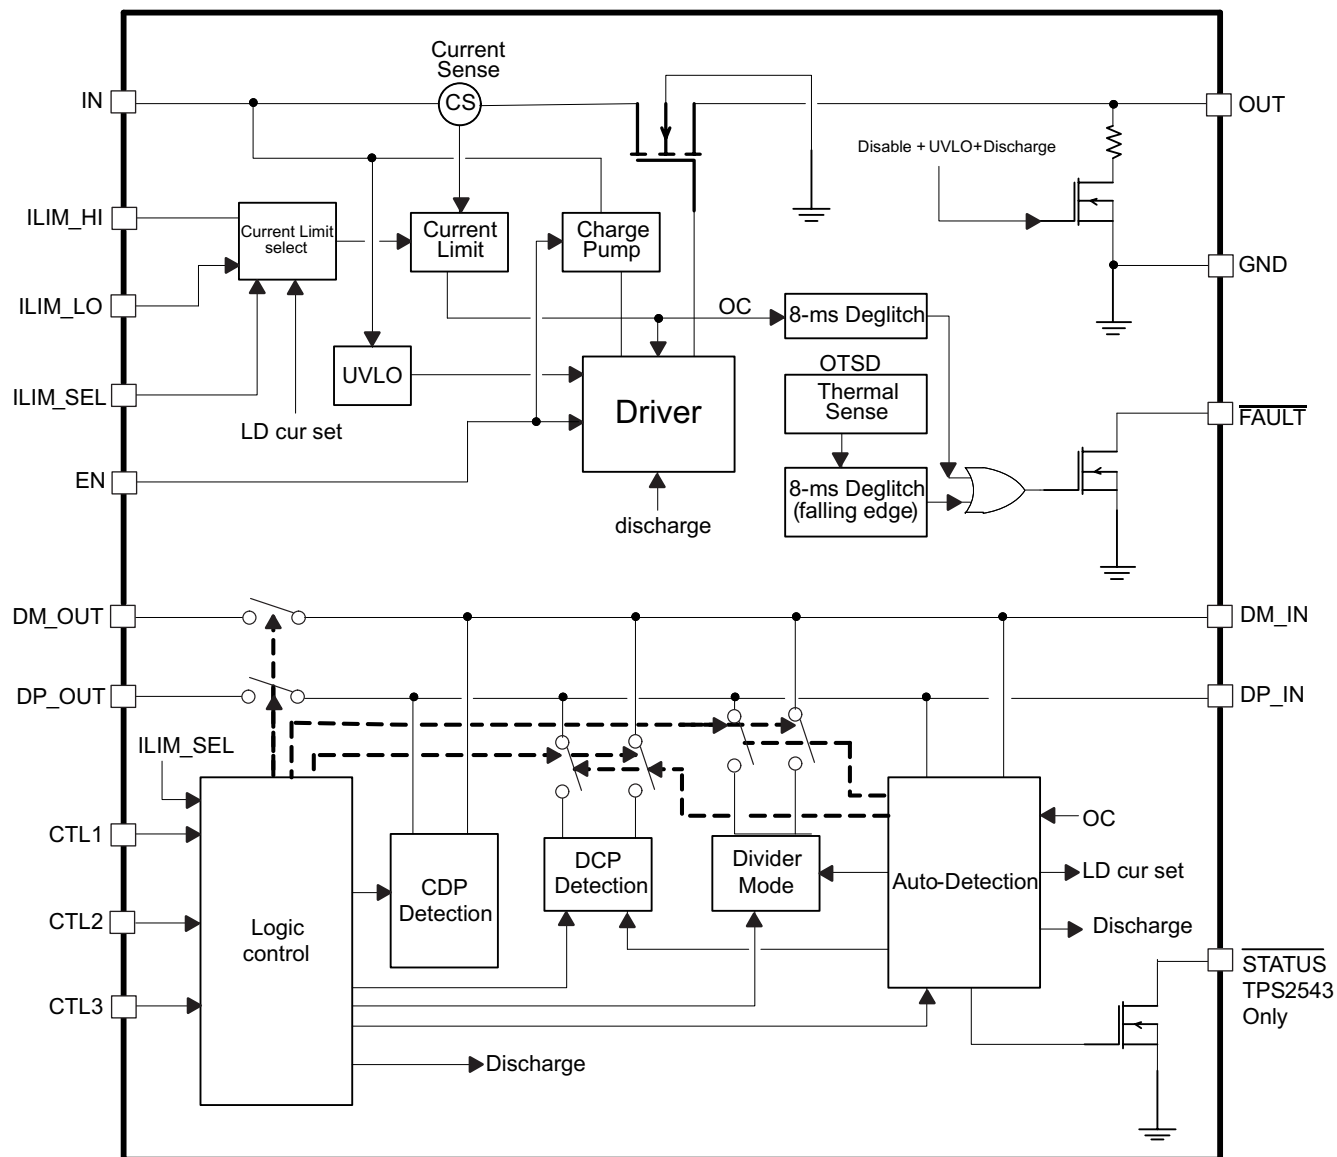 Current
Sense
IN
CS
OUT
Disable + UVLO+Discharge
ILIM_HI
Current Limit
select
Current
Limit
Charge
Pump
GND
ILIM_LO
OC
8-ms Deglitch
UVLO
OTSD
Thermal
Sense
ILIM_SEL
LD cur set
Driver
FAULT
EN
8-ms Deglitch
(falling edge)
discharge
DM_OUT
DM_IN
DP_OUT
DP_IN
ILIM_SEL
CTL1
OC
DCP
Detection
Divider
Mode
Auto-Detection
LD cur set
CDP
Detection
CTL2
Logic
control
Discharge
STATUS
TPS2543
Only
CTL3
Discharge